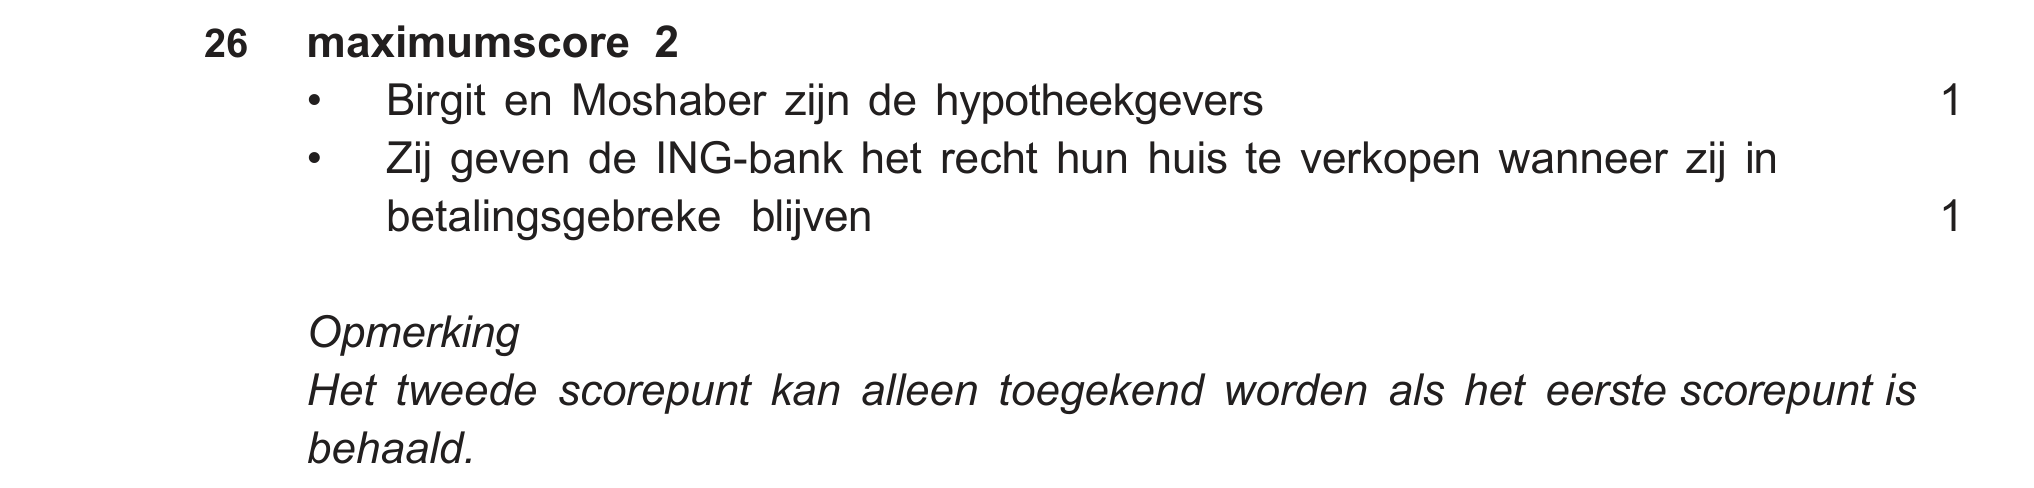 26 maximumscore 2
• Birgit en Moshaber zijn de hypotheekgevers 1
• Zij geven de ING-bank het recht hun huis te verkopen wanneer zij in
betalingsgebreke blijven 1
Opmerking
Het tweede scorepunt kan alleen toegekend worden als het eerste scorepunt is
behaald.